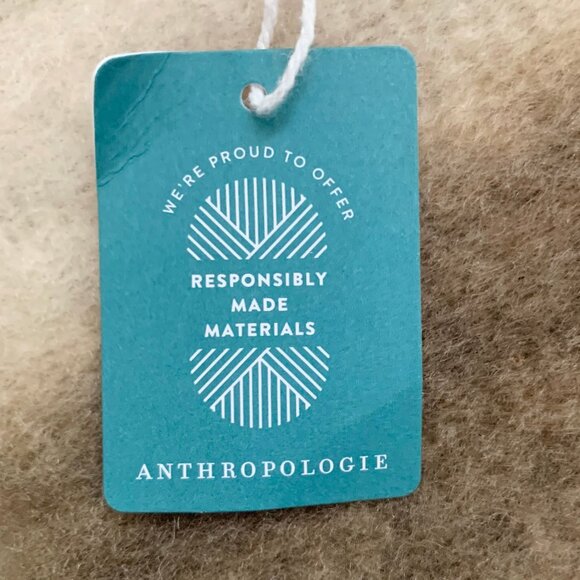 WE'RE PROUD TO OFFER
RESPONSIBLY
MADE
MATERIALS
ANTHROPOLOGIE